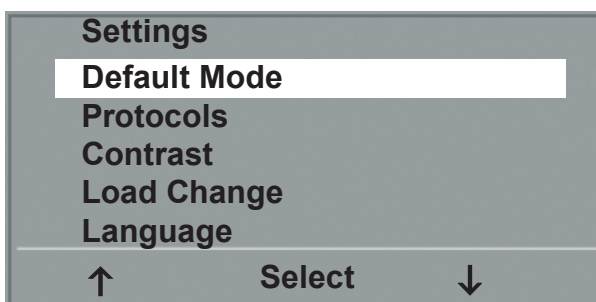 Settings
Default Mode
Protocols
Contrast
Load Change
Language
↑ Select ↓